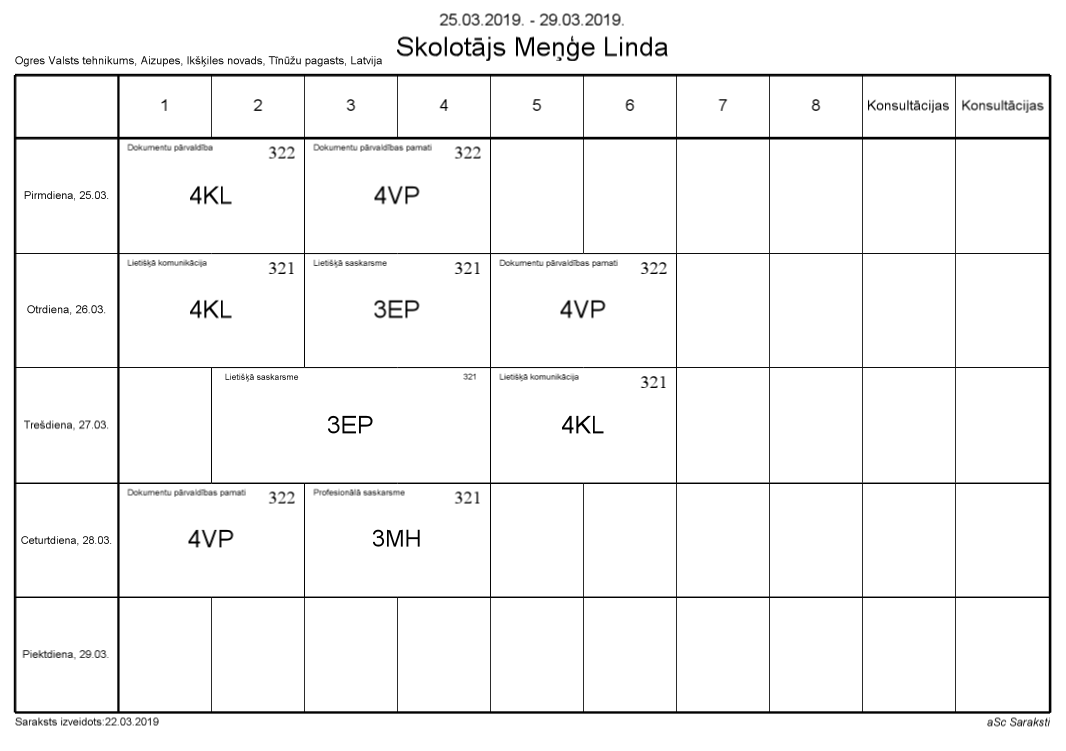 25.03.2019. - 29.03.2019.
Skolotājs Meņģe Linda
Ogres Valsts tehnikums, Aizupes, Ikšķiles novads, Tīnūžu pagasts, Latvija
1 2 3 4 5 6 7 8 Konsultācijas Konsultācijas
Pirmdiena, 25.03.
Dokumentu pārvaldība 322
4KL
Dokumentu pārvaldības pamati 322
4VP
Otrdiena, 26.03.
Lietišķā komunikācija 321
4KL
Lietišķā saskarsme 321
3EP
Dokumentu pārvaldības pamati 322
4VP
Trešdiena, 27.03.
Lietišķā saskarsme 321
3EP
Lietišķā komunikācija 321
4KL
Ceturtdiena, 28.03.
Dokumentu pārvaldības pamati 322
4VP
Profesionālā saskarsme 321
3MH
Piektdiena, 29.03.
Saraksts izveidots:22.03.2019
aSc Saraksti